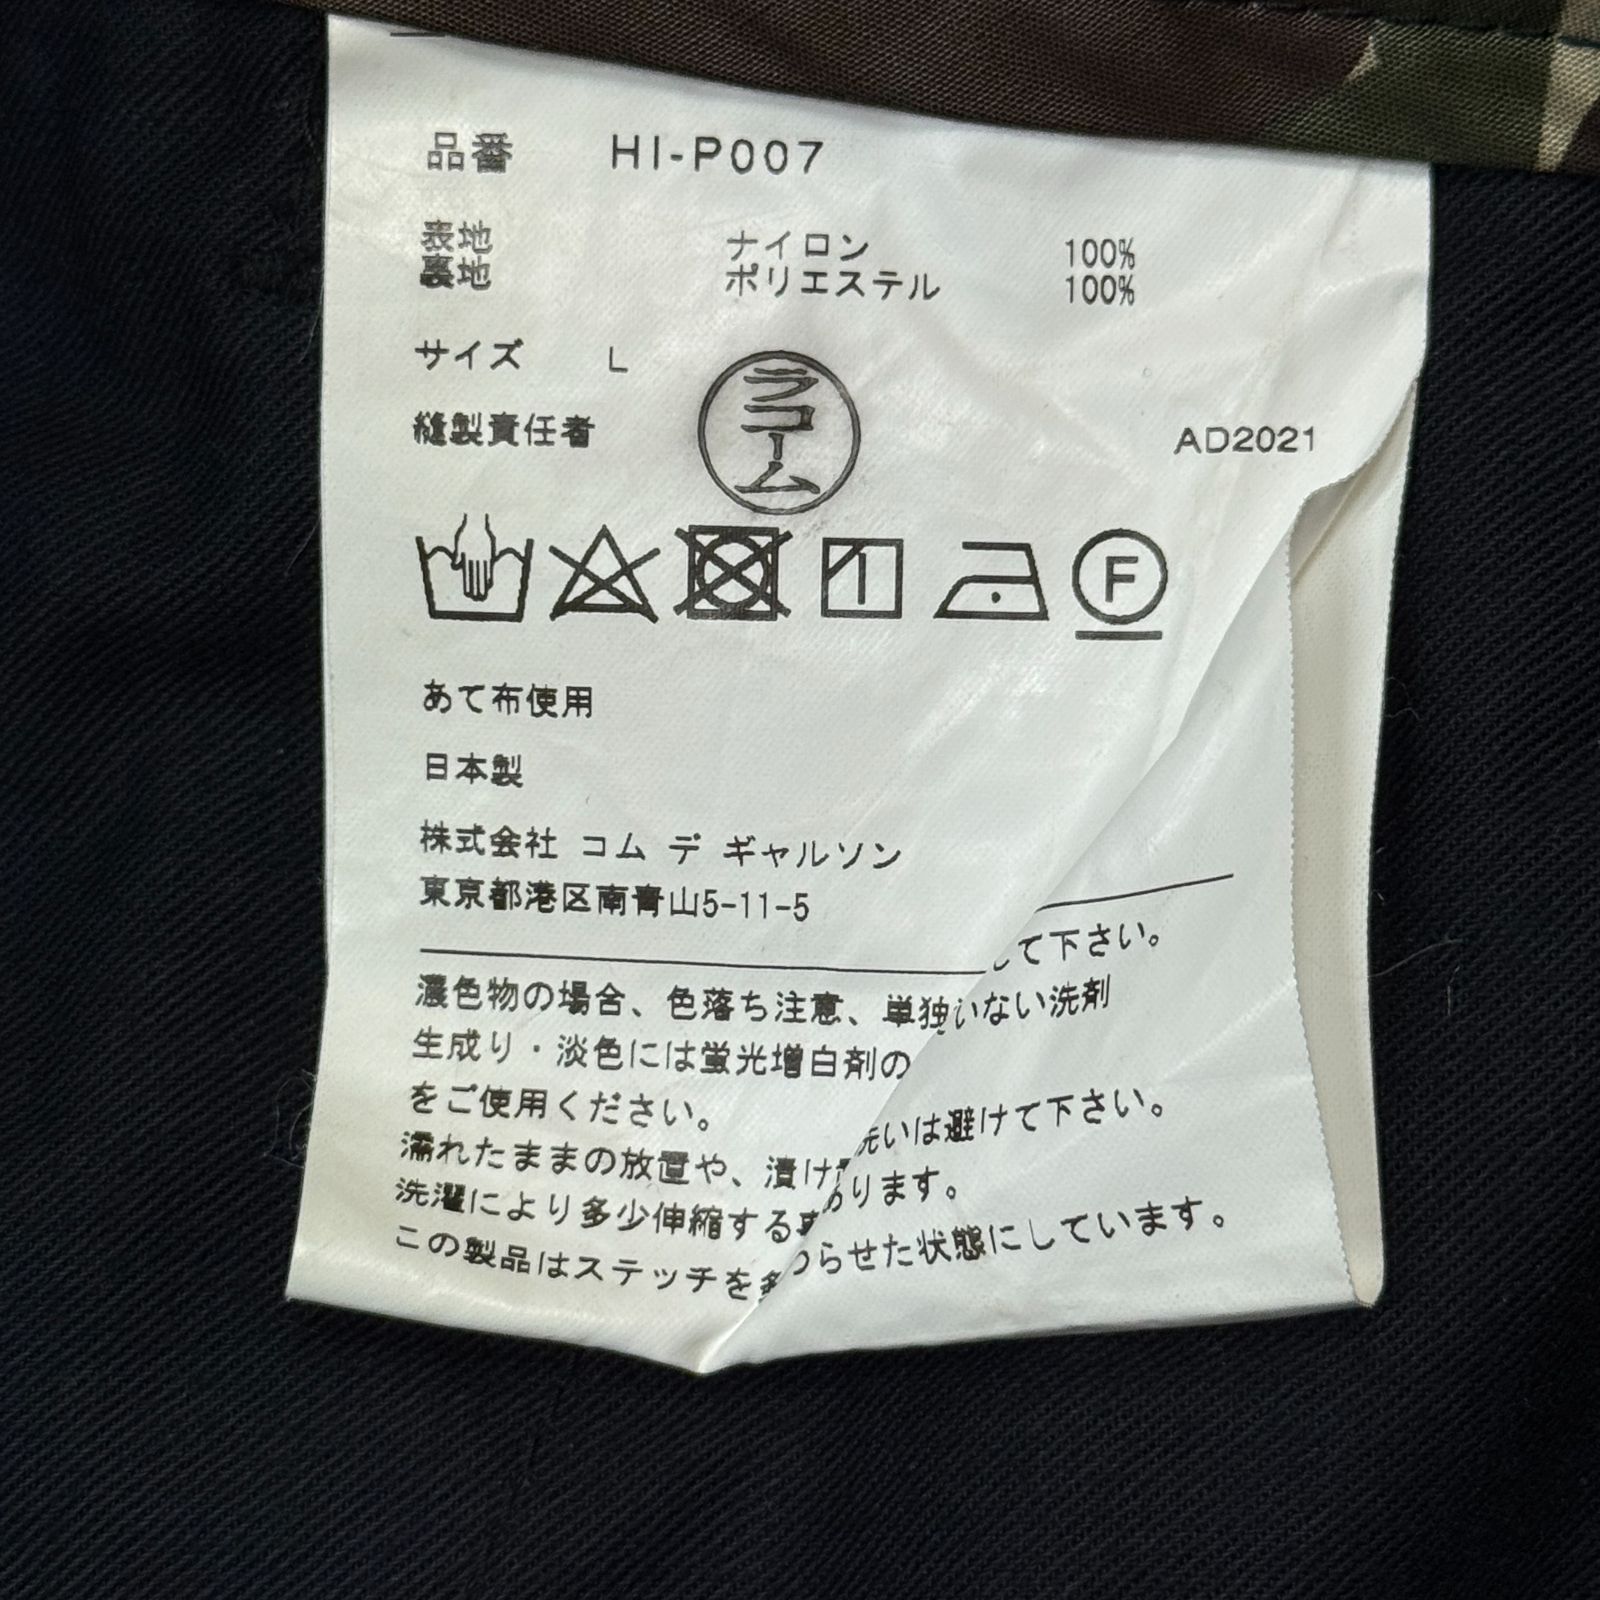 品番 HI-P007
表地 ナイロン 100%
裏地 ポリエステル 100%
サイズ L
ラコーム
縫製責任者 AD2021
1 F
あて布使用
日本製
株式会社 コム デ ギャルソン
東京都港区南青山5-11-5
濃色物の場合、色落ち注意、単独 て下さい。
生成り・淡色には蛍光増白剤の いない洗剤
をご使用ください。
濡れたままの放置や、漬け 洗いは避けて下さい。
洗濯により多少伸縮する あります。
この製品はステッチを らせた状態にしています。